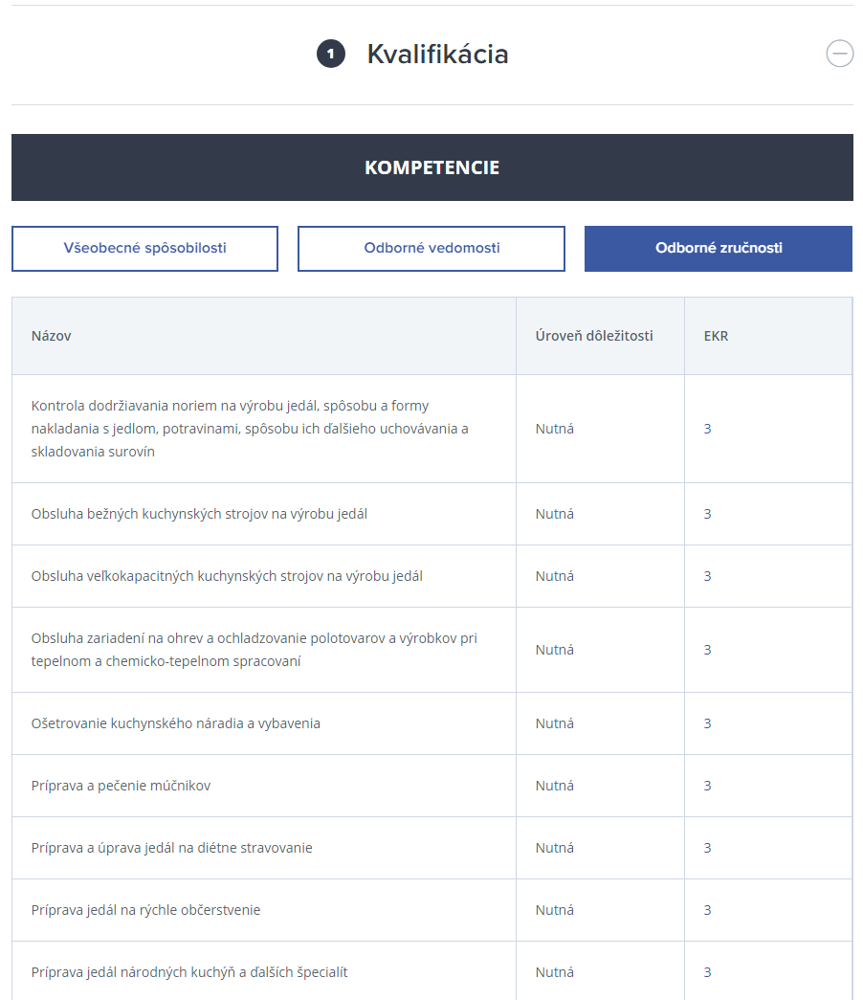 1 Kvalifikácia
KOMPETENCIE
Všeobecné spôsobilosti Odborné vedomosti Odborné zručnosti
Názov Úroveň dôležitosti EKR
Kontrola dodržiavania noriem na výrobu jedál, spôsobu a formy
nakladania s jedlom, potravinami, spôsobu ich ďalšieho uchovávania a
skladovania surovín
Nutná 3
Obsluha bežných kuchynských strojov na výrobu jedál Nutná 3
Obsluha veľkokapacitných kuchynských strojov na výrobu jedál Nutná 3
Obsluha zariadení na ohrev a ochladzovanie polotovarov a výrobkov pri
tepelnom a chemicko-tepelnom spracovaní
Nutná 3
Ošetrovanie kuchynského náradia a vybavenia Nutná 3
Príprava a pečenie múčnikov Nutná 3
Príprava a úprava jedál na diétne stravovanie Nutná 3
Príprava jedál na rýchle občerstvenie Nutná 3
Príprava jedál národných kuchýň a ďalších špecialít Nutná 3